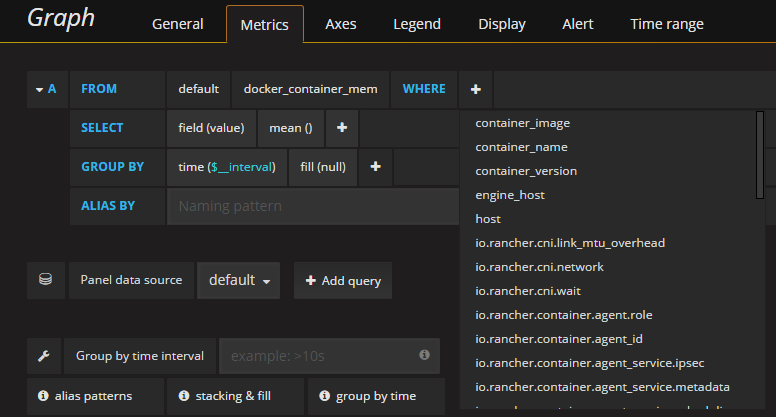 Graph General Metrics Axes Legend Display Alert Time range
A FROM default docker_container_mem WHERE +
SELECT field (value) mean () +
GROUP BY time ($__interval) fill (null) +
ALIAS BY Naming pattern
container_image
container_name
container_version
engine_host
host
io.rancher.cni.link_mtu_overhead
io.rancher.cni.network
io.rancher.cni.wait
io.rancher.container.agent.role
io.rancher.container.agent_id
io.rancher.container.agent_service.ipsec
io.rancher.container.agent_service.metadata
Panel data source default + Add query
Group by time interval example: >10s
alias patterns stacking & fill group by time